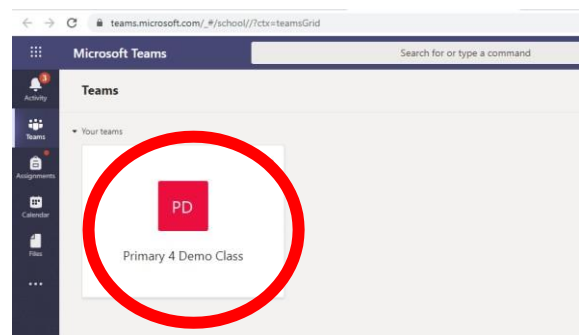 teams.microsoft.com/_#/school//?ctx=teamsGrid
Microsoft Teams
Search for or type a command
3
Activity
Teams
Teams
Your teams
Assignments
Calendar
Files
PD
Primary 4 Demo Class